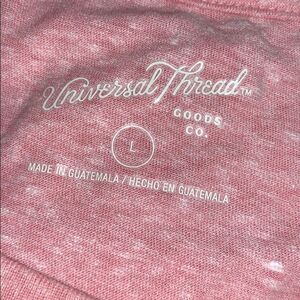 Universal Thread™
GOODS
CO.
L
MADE IN GUATEMALA / HECHO EN GUATEMALA